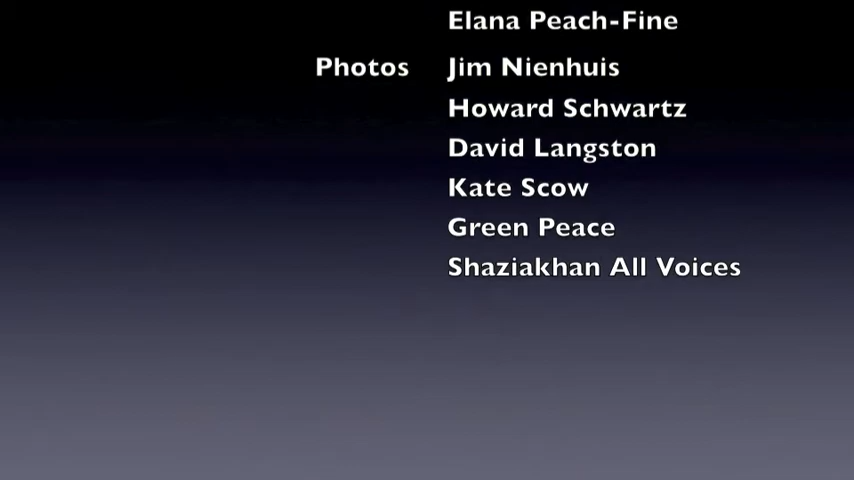 Elana Peach-Fine
Photos Jim Nienhuis
Howard Schwartz
David Langston
Kate Scow
Green Peace
Shaziakhan All Voices